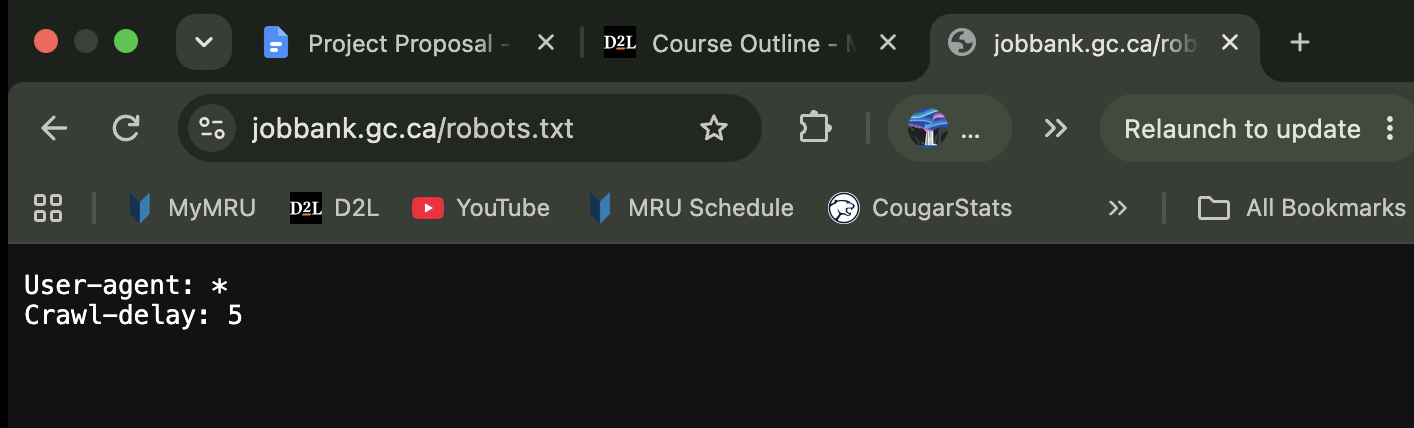 Project Proposal -
D2L Course Outline -
jobbank.gc.ca/rob
jobbank.gc.ca/robots.txt
...
Relaunch to update
MyMRU
D2L D2L
YouTube
MRU Schedule
CougarStats
All Bookmarks
User-agent: *
Crawl-delay: 5